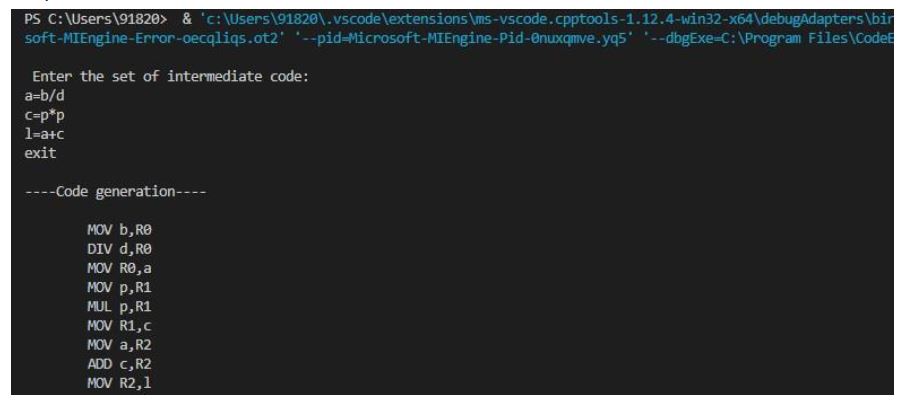 PS C:\Users\91820> & 'c:\Users\91820\.vscode\extensions\ms-vscode.cpptools-1.12.4-win32-x64\debugAdapters\bin
soft-MIEngine-Error-oecqliqs.ot2' '--pid=Microsoft-MIEngine-Pid-0nuxqmve.yq5' '--dbgExe=C:\Program Files\CodeB
Enter the set of intermediate code:
a=b/d
c=p*p
l=a+c
exit
----Code generation----
MOV b,R0
DIV d,R0
MOV R0,a
MOV p,R1
MUL p,R1
MOV R1,c
MOV a,R2
ADD c,R2
MOV R2,l